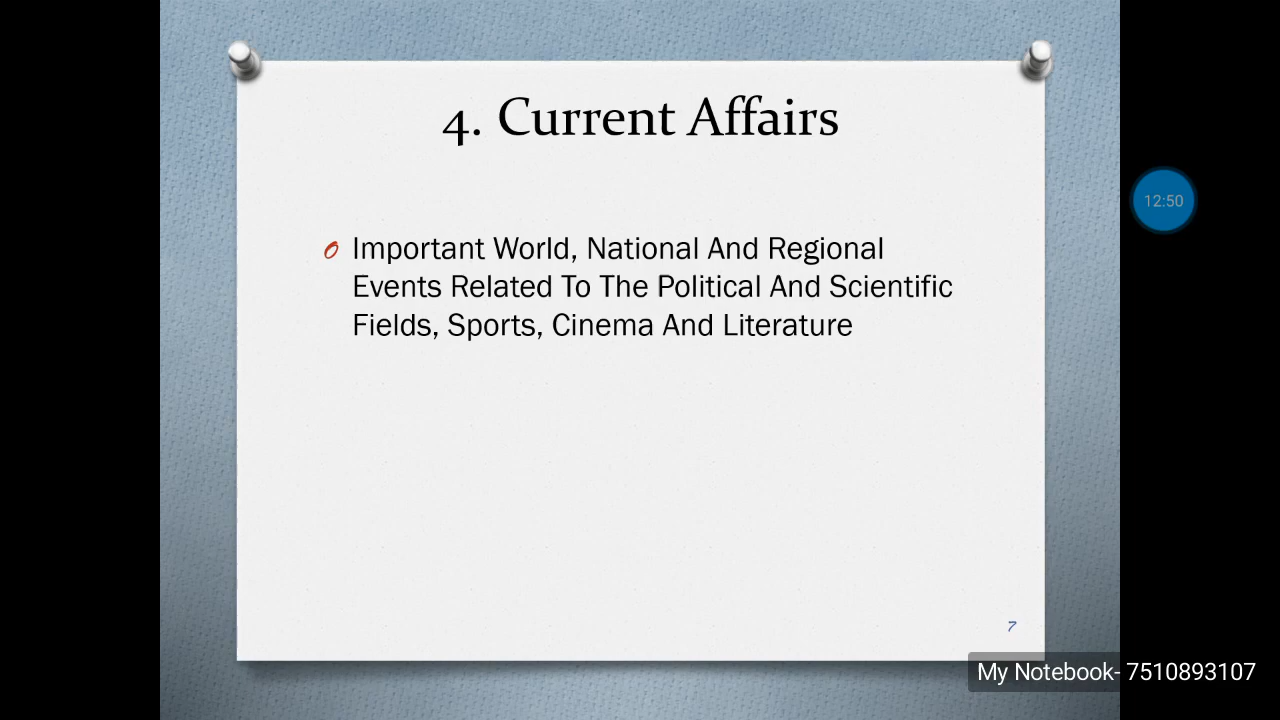 4. Current Affairs
12:50
Important World, National And Regional
Events Related To The Political And Scientific
Fields, Sports, Cinema And Literature
7
My Notebook- 7510893107